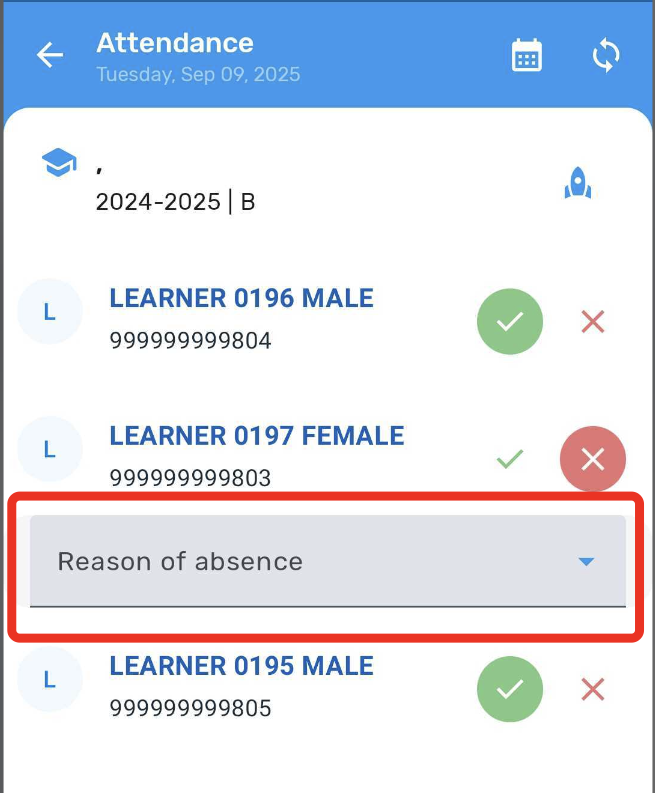 Attendance
Tuesday, Sep 09, 2025
,
2024-2025 | B
L
LEARNER 0196 MALE
999999999804
L
LEARNER 0197 FEMALE
999999999803
Reason of absence
L
LEARNER 0195 MALE
999999999805